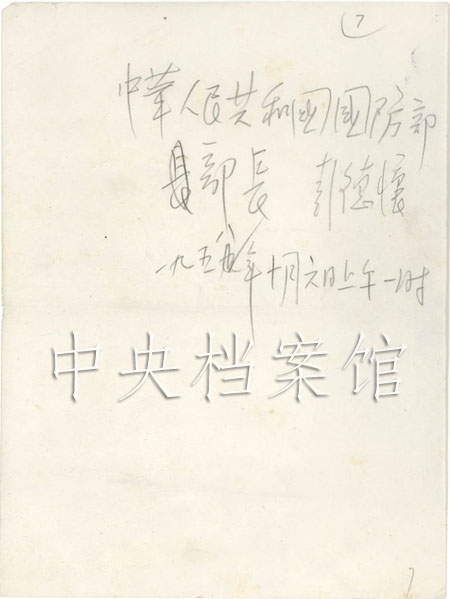 7
中華人民共和國國防部
部長 彭德懷
一九五八年十月六日上午一时
中央档案馆
7